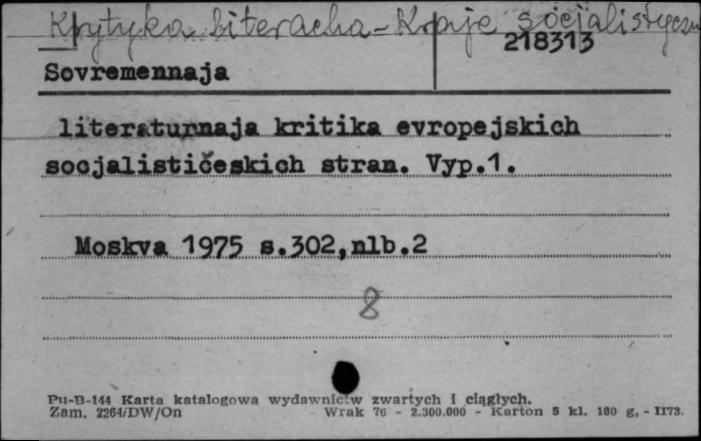 Krytyka literacka - Kraje socjalistyczne
218313
Sovremennaja
literaturnaja kritika evropejskich
socjalističeskich stran. Vyp.1.
Moskva 1975 s.302,nlb.2
8
Pu-B-144 Karta katalogowa wydawnictw zwartych i ciągłych.
Zam. 2264/DW/On Wrak 76 - 2.300.000 - Karton 5 kl. 180 g, - II73.